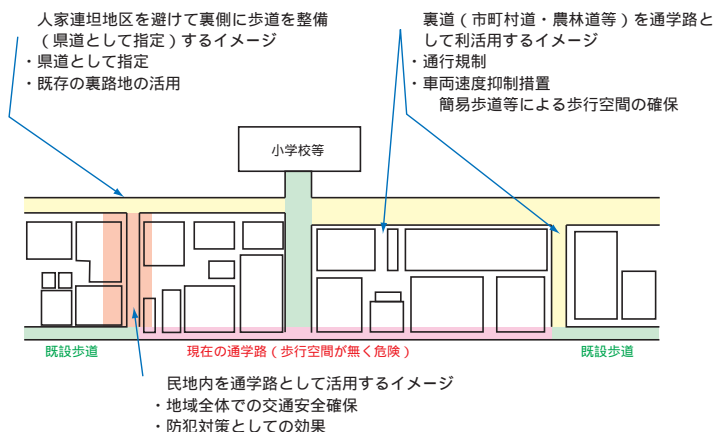 人家連坦地区を避けて裏側に歩道を整備
（県道として指定）するイメージ
・県道として指定
・既存の裏路地の活用
裏道（市町村道・農林道等）を通学路と
して利活用するイメージ
・通行規制
・車両速度抑制措置
簡易歩道等による歩行空間の確保
小学校等
既設歩道
現在の通学路（歩行空間が無く危険）
既設歩道
民地内を通学路として活用するイメージ
・地域全体での交通安全確保
・防犯対策としての効果